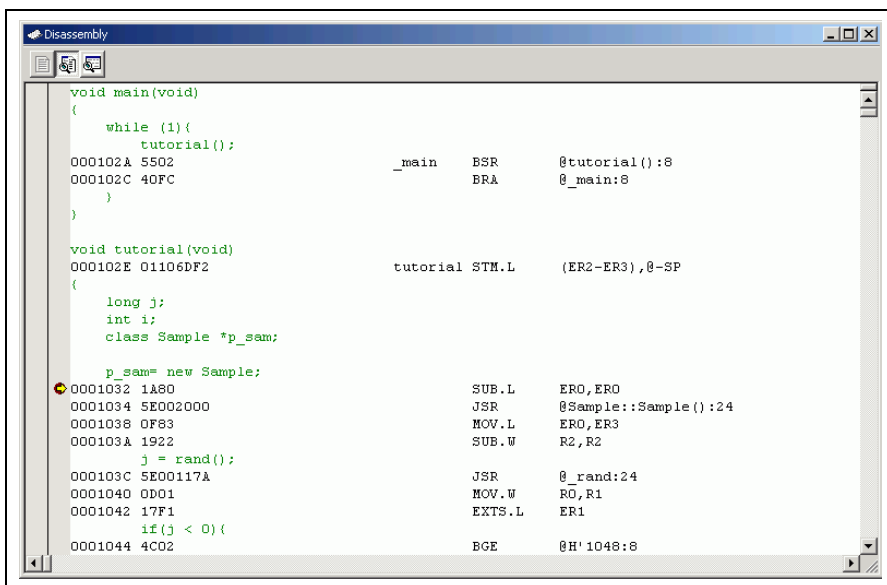 Disassembly
void main(void)
{
    while (1){
        tutorial();
000102A 5502 _main BSR @tutorial():8
000102C 40FC BRA @_main:8
    }
}
void tutorial(void)
000102E 01106DF2 tutorial STM.L (ER2-ER3),@-SP
{
    long j;
    int i;
    class Sample *p_sam;
    p_sam= new Sample;
0001032 1A80 SUB.L ER0,ER0
0001034 5E002000 JSR @Sample::Sample():24
0001038 0F83 MOV.L ER0,ER3
000103A 1922 SUB.W R2,R2
        j = rand();
000103C 5E00117A JSR @_rand:24
0001040 0D01 MOV.W R0,R1
0001042 17F1 EXTS.L ER1
        if(j < 0){
0001044 4C02 BGE @H'1048:8